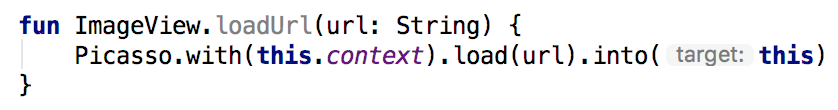 fun ImageView.loadUrl(url: String) {
    Picasso.with(this.context).load(url).into( target: this)
}